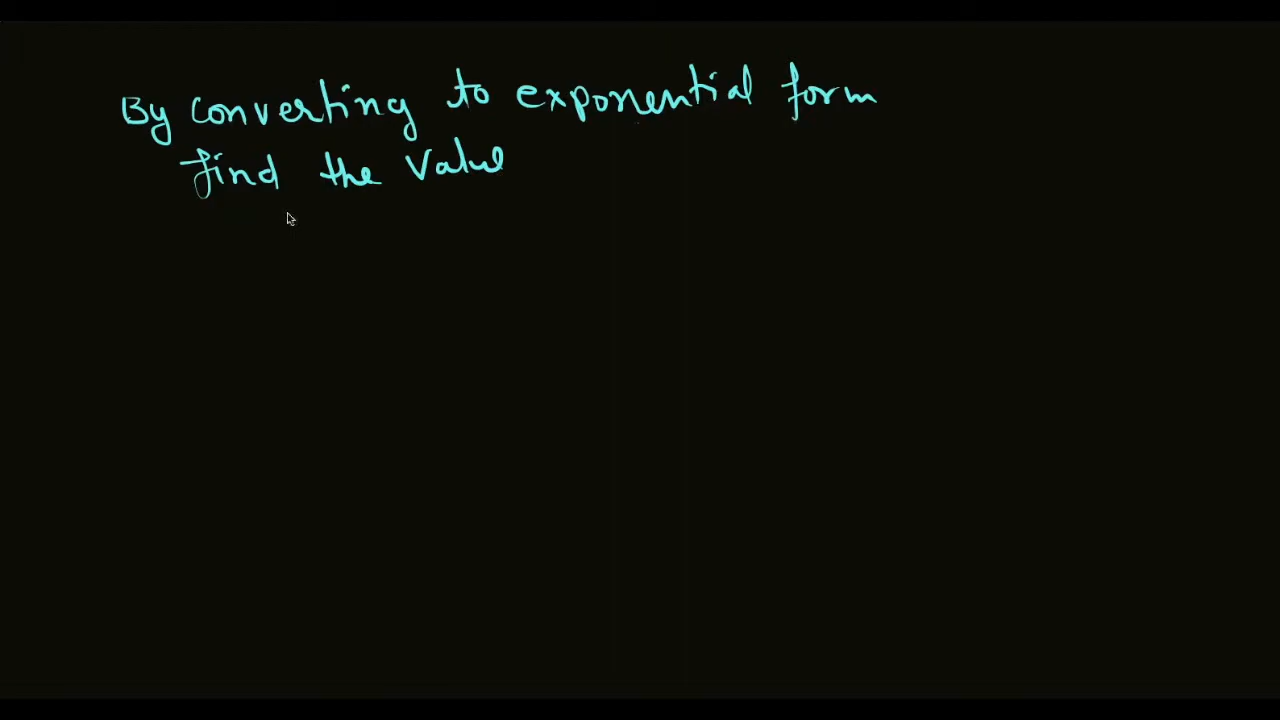 By converting to exponential form
find the value